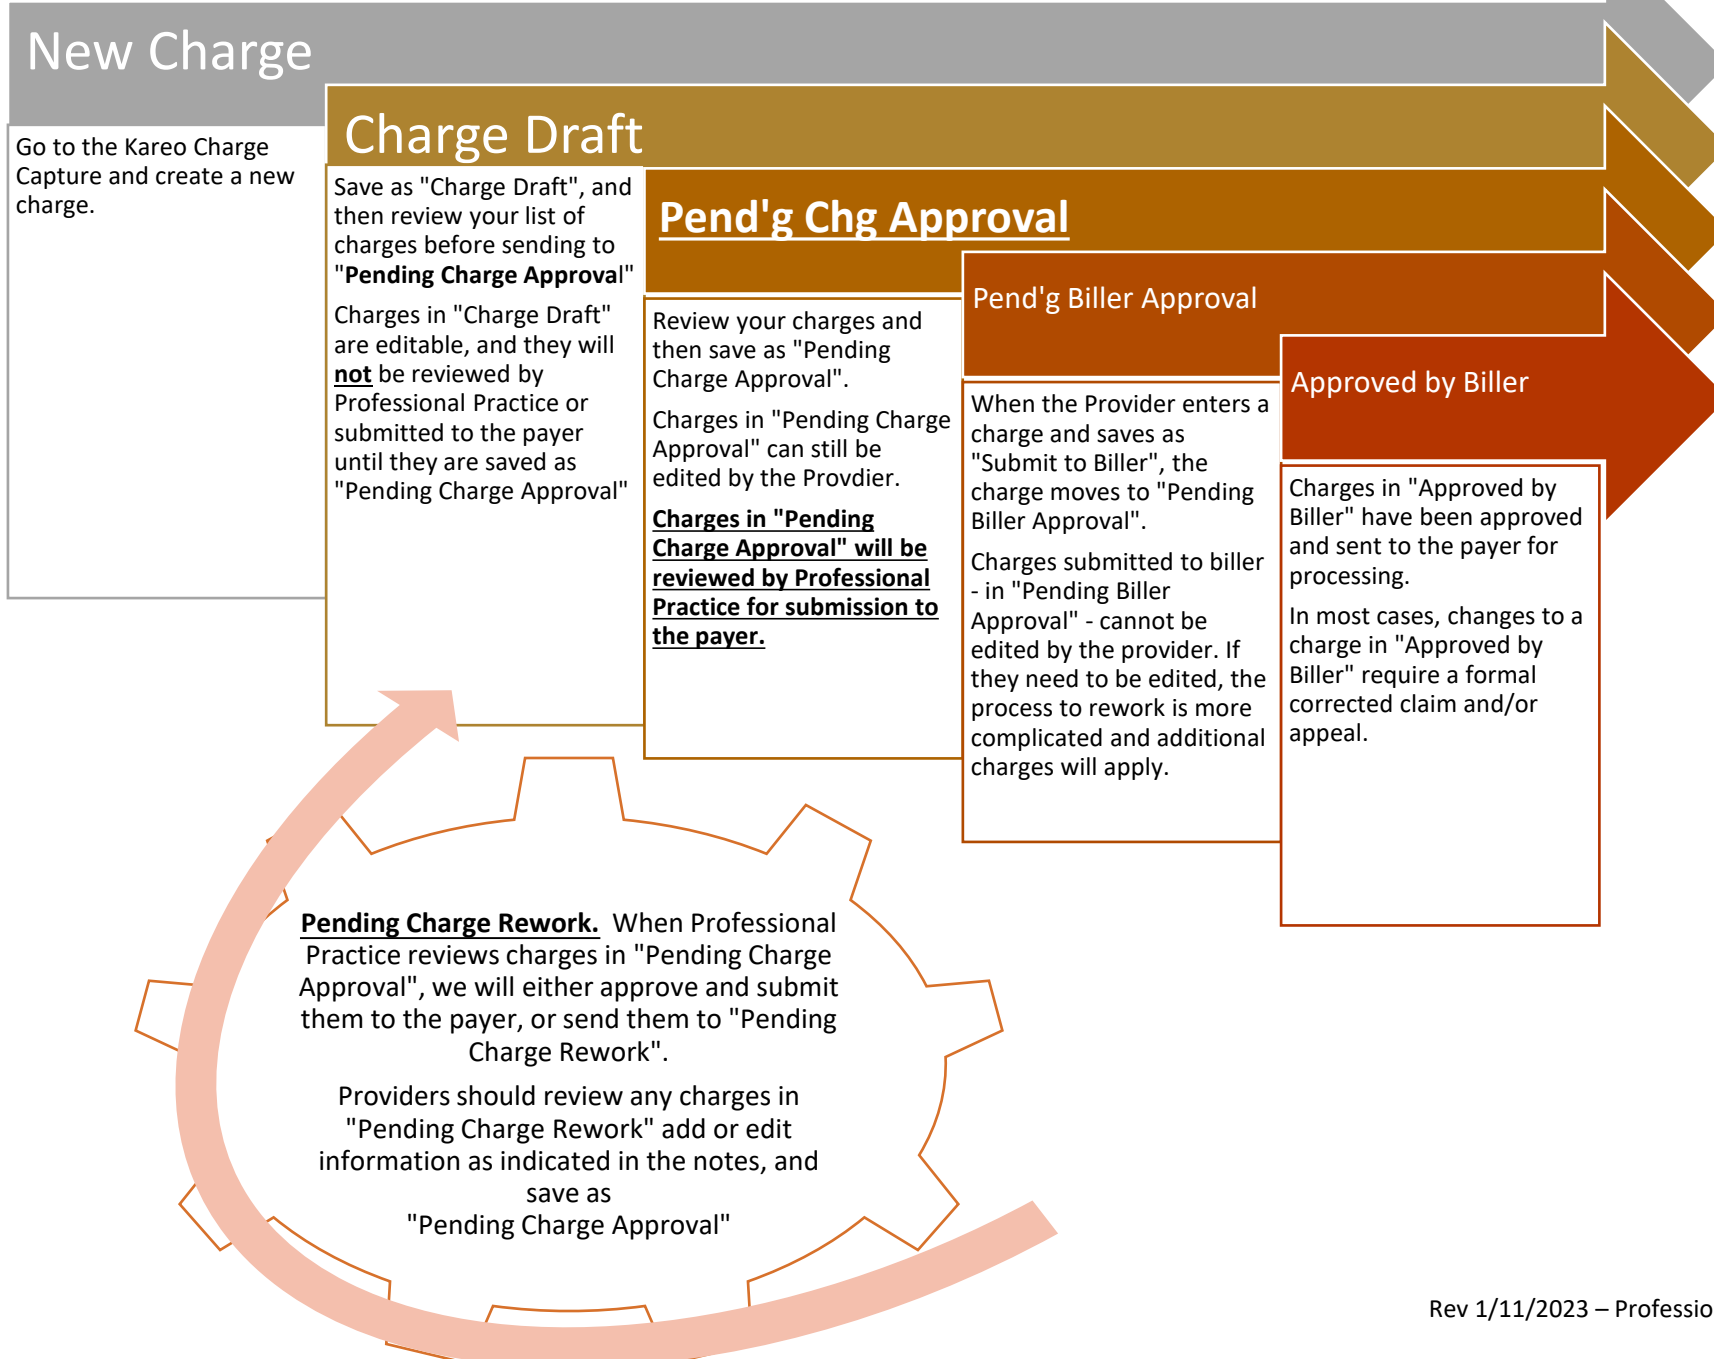 New Charge
Go to the Kareo Charge
Capture and create a new
charge.
Charge Draft
Save as "Charge Draft", and
then review your list of
charges before sending to
"Pending Charge Approval"
Charges in "Charge Draft"
are editable, and they will
not be reviewed by
Professional Practice or
submitted to the payer
until they are saved as
"Pending Charge Approval"
Pend'g Chg Approval
Review your charges and
then save as "Pending
Charge Approval".
Charges in "Pending Charge
Approval" can still be
edited by the Provdier.
Charges in "Pending
Charge Approval" will be
reviewed by Professional
Practice for submission to
the payer.
Pend'g Biller Approval
When the Provider enters a
charge and saves as
"Submit to Biller", the
charge moves to "Pending
Biller Approval".
Charges submitted to biller
- in "Pending Biller
Approval" - cannot be
edited by the provider. If
they need to be edited, the
process to rework is more
complicated and additional
charges will apply.
Approved by Biller
Charges in "Approved by
Biller" have been approved
and sent to the payer for
processing.
In most cases, changes to a
charge in "Approved by
Biller" require a formal
corrected claim and/or
appeal.
Pending Charge Rework. When Professional
Practice reviews charges in "Pending Charge
Approval", we will either approve and submit
them to the payer, or send them to "Pending
Charge Rework".
Providers should review any charges in
"Pending Charge Rework" add or edit
information as indicated in the notes, and
save as
"Pending Charge Approval"
Rev 1/11/2023 – Professio